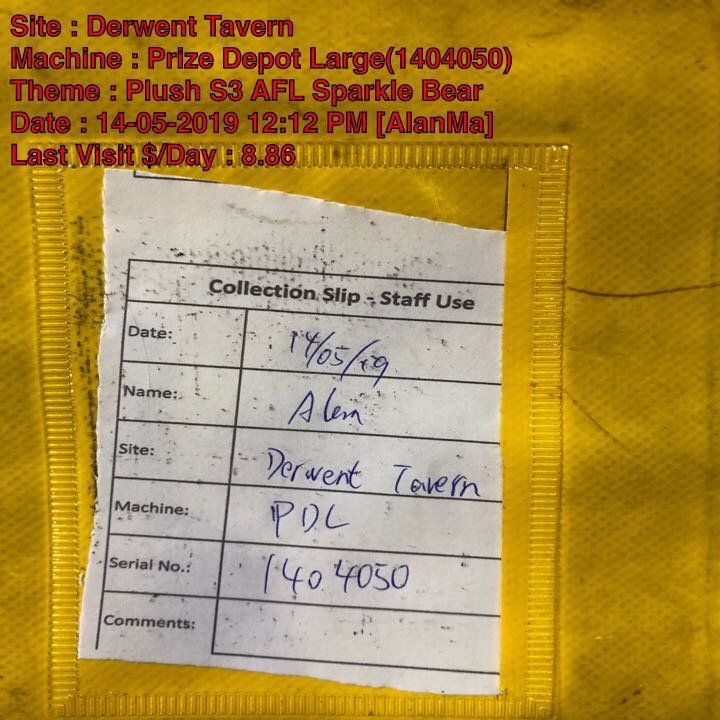 Site : Derwent Tavern
Machine : Prize Depot Large(1404050)
Theme : Plush S3 AFL Sparkle Bear
Date : 14-05-2019 12:12 PM [AlanMa]
Last Visit $/Day : 8.86
Collection Slip - Staff Use
Date: 14/05/19
Name: Alan
Site: Derwent Tavern
Machine: PDL
Serial No.: 1404050
Comments: